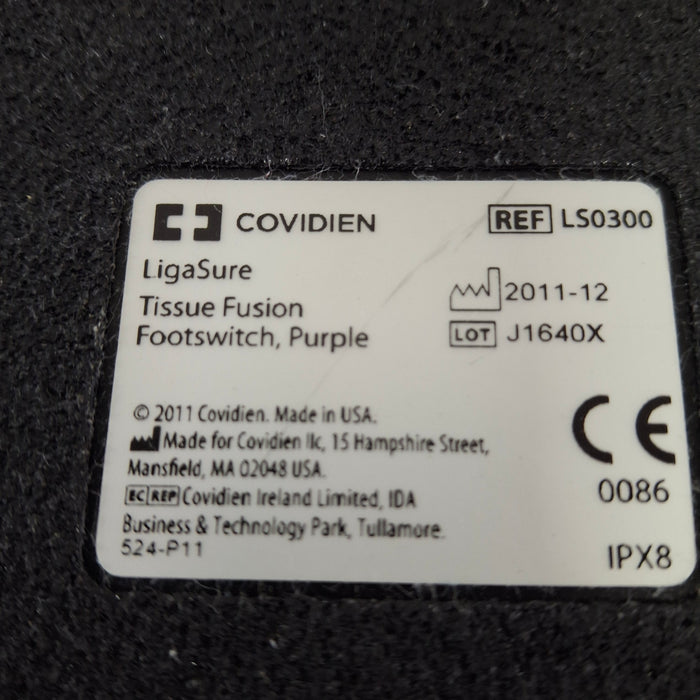 COVIDIEN
REF LS0300
LigaSure
Tissue Fusion
Footswitch, Purple
2011-12
LOT J1640X
© 2011 Covidien. Made in USA.
Made for Covidien llc, 15 Hampshire Street,
Mansfield, MA 02048 USA.
EC REP Covidien Ireland Limited, IDA
Business & Technology Park, Tullamore.
524-P11
CE
0086
IPX8